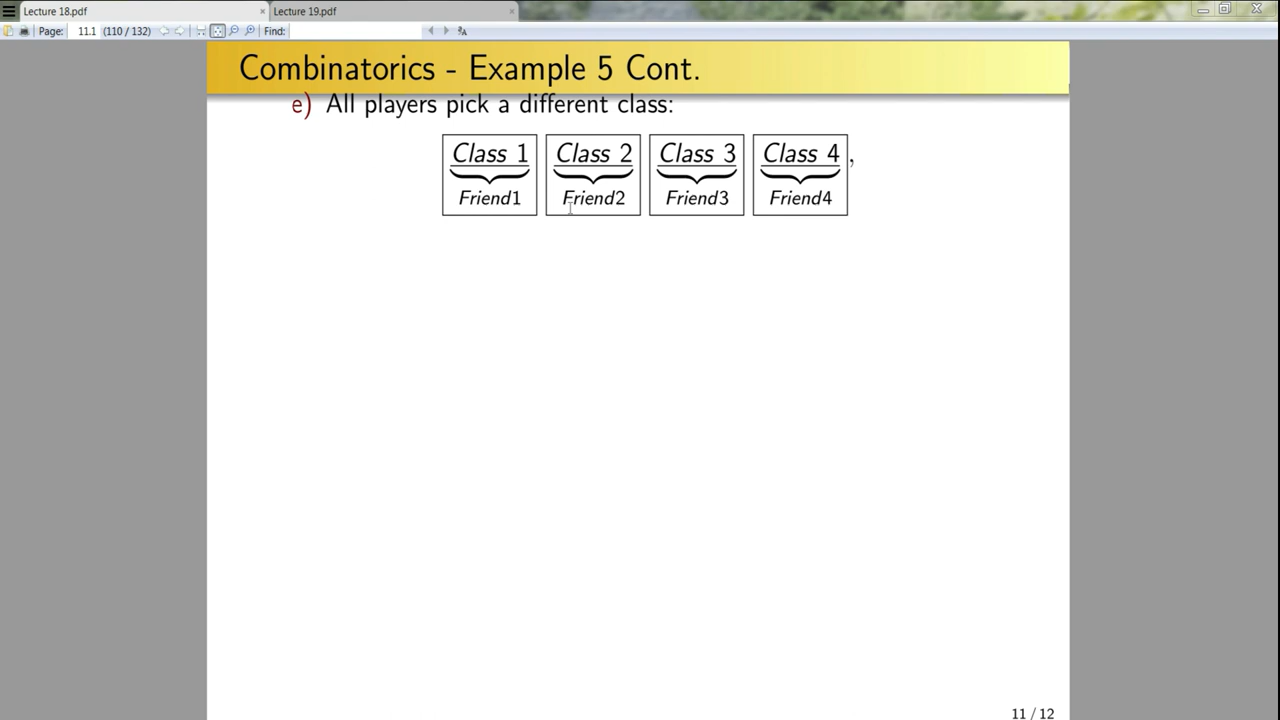 Lecture 18.pdf × Lecture 19.pdf ×
Page: 11.1 (110 / 132) Find:
Combinatorics - Example 5 Cont.
e) All players pick a different class:
Class 1 Class 2 Class 3 Class 4 ,
Friend1 Friend2 Friend3 Friend4
11 / 12